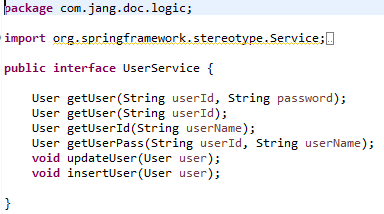 package com.jang.doc.logic;
import org.springframework.stereotype.Service;
public interface UserService {
User getUser(String userId, String password);
User getUser(String userId);
User getUserId(String userName);
User getUserPass(String userId, String userName);
void updateUser(User user);
void insertUser(User user);
}